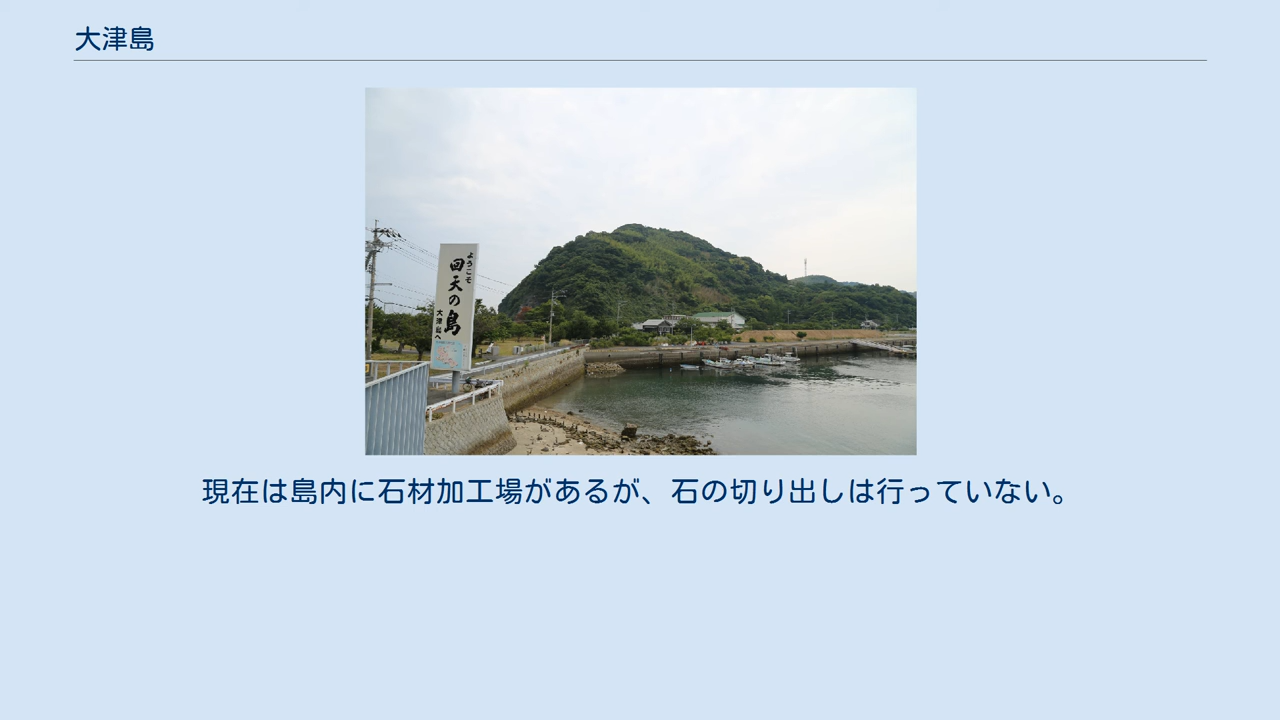 大津島
ようこそ
回天の島
大津島へ
現在は島内に石材加工場があるが、石の切り出しは行っていない。